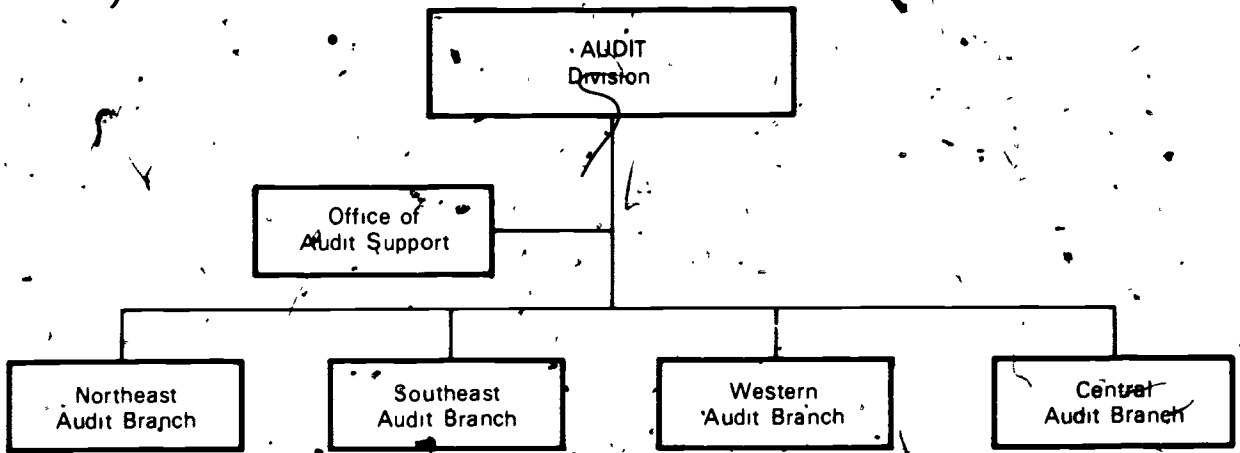 AUDIT
Division
Office of
Audit Support
Northeast
Audit Branch
Southeast
Audit Branch
Western
Audit Branch
Central
Audit Branch